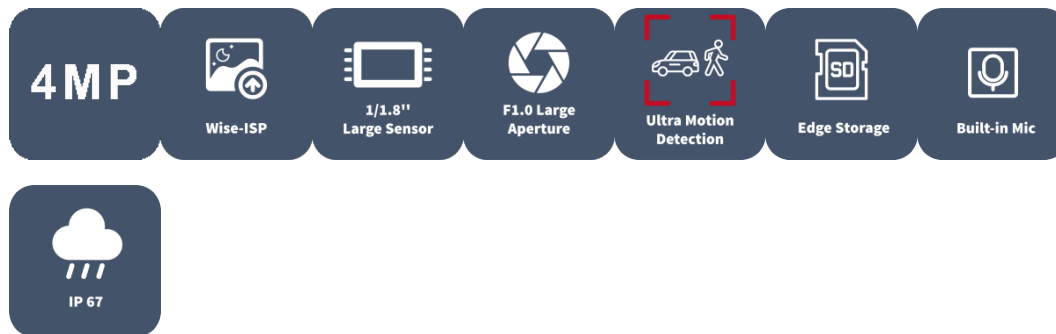 4MP
Wise-ISP
1/1.8''
Large Sensor
F1.0 Large
Aperture
Ultra Motion
Detection
SD
Edge Storage
Built-in Mic
IP 67